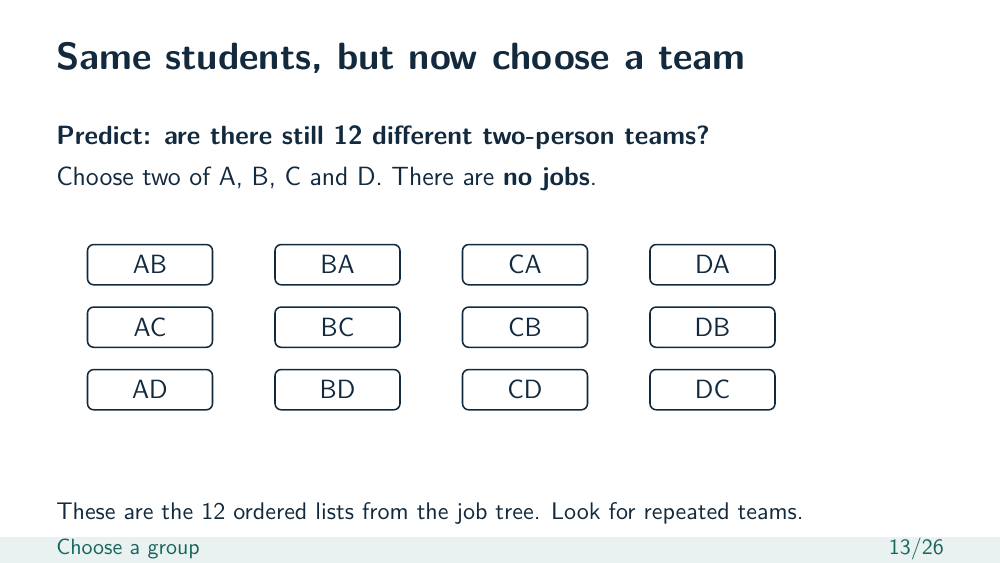 Same students, but now choose a team
Predict: are there still 12 different two-person teams?
Choose two of A, B, C and D. There are no jobs.
AB BA CA DA
AC BC CB DB
AD BD CD DC
These are the 12 ordered lists from the job tree. Look for repeated teams.
Choose a group 13/26